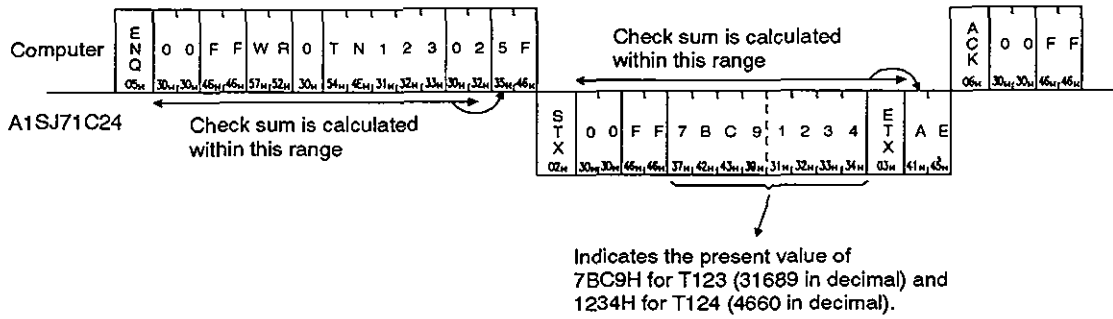 Computer
ENQ 0 0 F F W R 0 T N 1 2 3 0 2 5 F
05H 30H 30H 46H 46H 57H 52H 30H 54H 4EH 31H 32H 33H 30H 32H 35H 46H
Check sum is calculated
within this range
ACK 0 0 F F
06H 30H 30H 46H 46H
A1SJ71C24
Check sum is calculated
within this range
STX 0 0 F F 7 B C 9 1 2 3 4 ETX A E
02H 30H 30H 46H 46H 37H 42H 43H 39H 31H 32H 33H 34H 03H 41H 45H
Indicates the present value of
7BC9H for T123 (31689 in decimal) and
1234H for T124 (4660 in decimal).